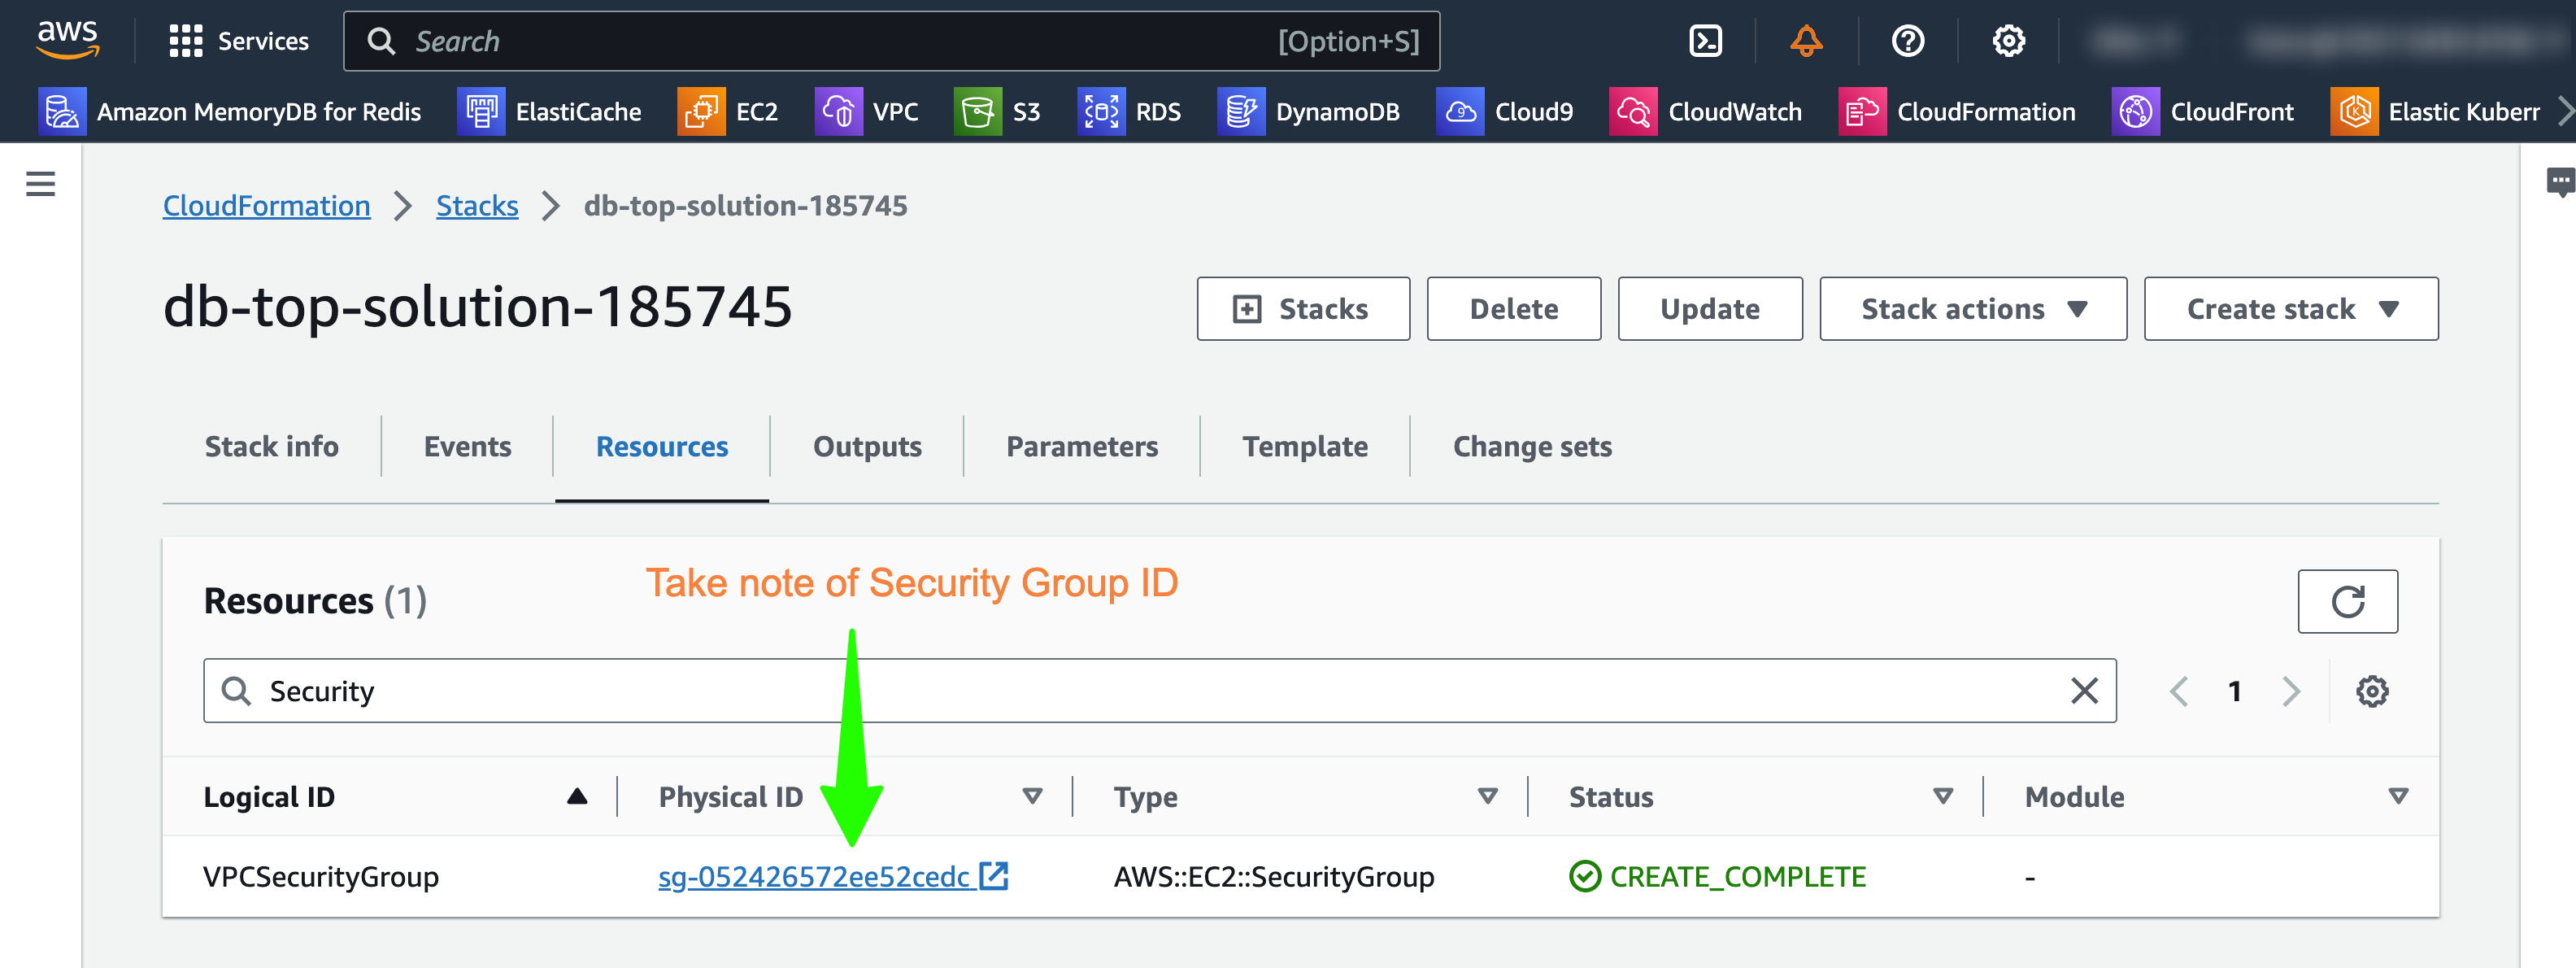 aws Services Search [Option+S]
Amazon MemoryDB for Redis ElastiCache EC2 VPC S3 RDS DynamoDB Cloud9 CloudWatch CloudFormation CloudFront Elastic Kuberr
CloudFormation Stacks db-top-solution-185745
db-top-solution-185745 Stacks Delete Update Stack actions Create stack
Stack info Events Resources Outputs Parameters Template Change sets
Take note of Security Group ID
Resources (1)
Security 1
Logical ID Physical ID Type Status Module
VPCSecurityGroup sg-052426572ee52cedc AWS::EC2::SecurityGroup CREATE_COMPLETE -